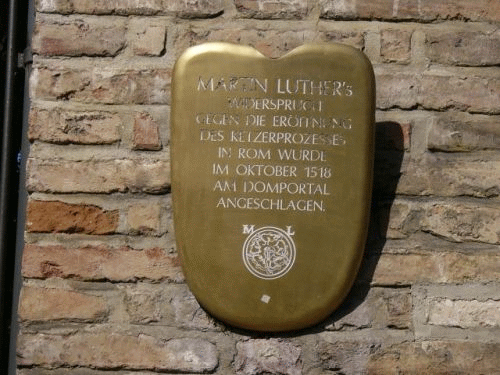 MARTIN LUTHER's
WIDERSPRUCH
GEGEN DIE ERÖFFNUNG
DES KETZERPROZESSES
IN ROM WURDE
IM OKTOBER 1518
AM DOMPORTAL
ANGESCHLAGEN.
M L